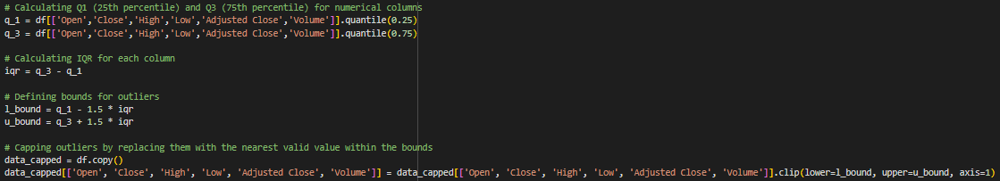 # Calculating Q1 (25th percentile) and Q3 (75th percentile) for numerical columns
q_1 = df[['Open','Close','High','Low','Adjusted Close','Volume']].quantile(0.25)
q_3 = df[['Open','Close','High','Low','Adjusted Close','Volume']].quantile(0.75)
# Calculating IQR for each column
iqr = q_3 - q_1
# Defining bounds for outliers
l_bound = q_1 - 1.5 * iqr
u_bound = q_3 + 1.5 * iqr
# Capping outliers by replacing them with the nearest valid value within the bounds
data_capped = df.copy()
data_capped[['Open', 'Close', 'High', 'Low', 'Adjusted Close', 'Volume']] = data_capped[['Open', 'Close', 'High', 'Low', 'Adjusted Close', 'Volume']].clip(lower=l_bound, upper=u_bound, axis=1)